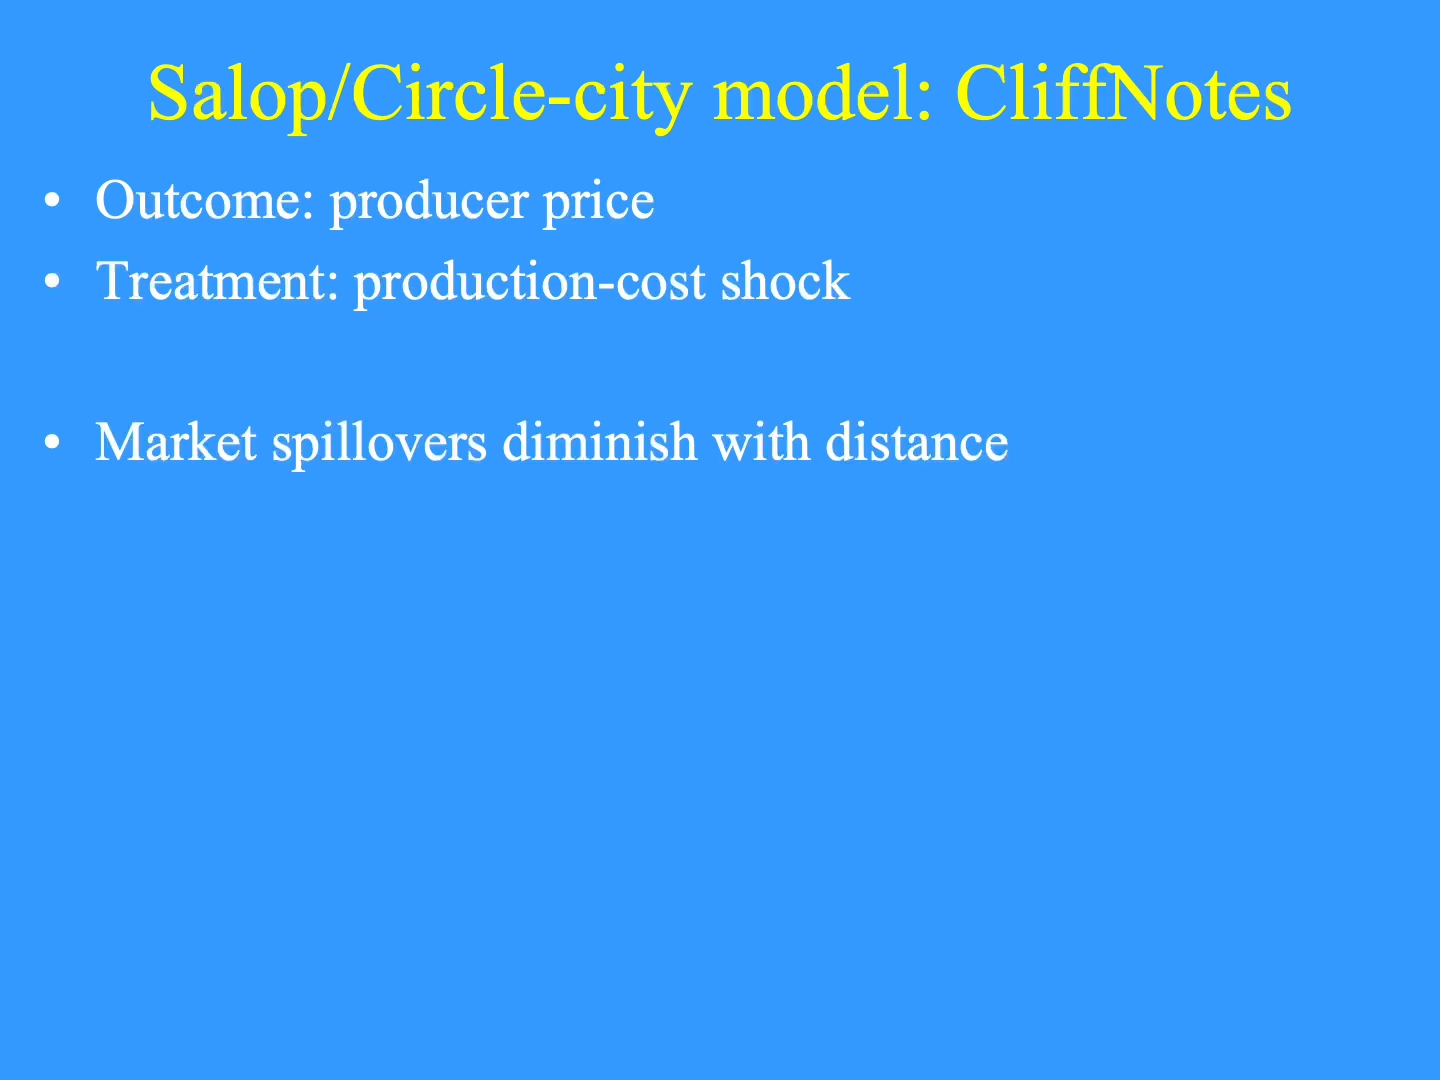 Salop/Circle-city model: CliffNotes
• Outcome: producer price
• Treatment: production-cost shock
• Market spillovers diminish with distance